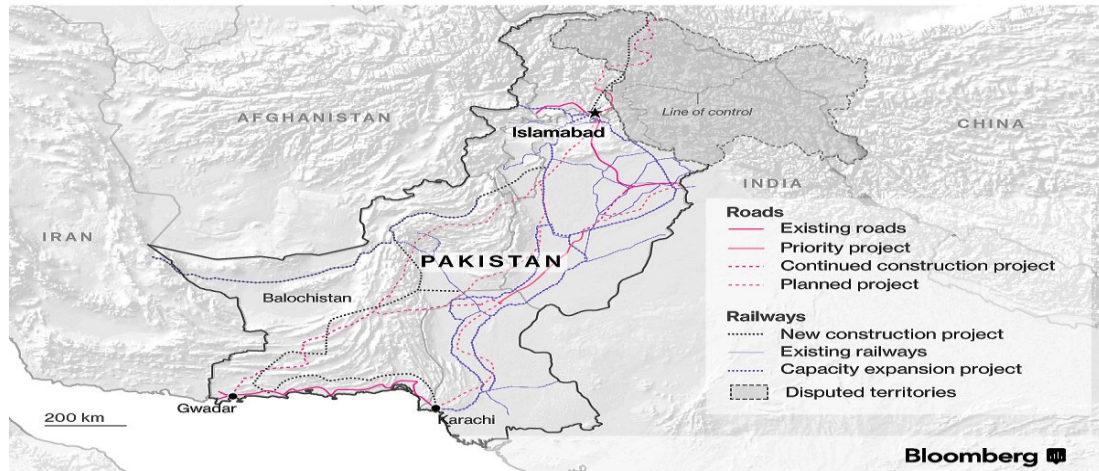 AFGHANISTAN
Islamabad
Line of control
CHINA
INDIA
IRAN
PAKISTAN
Balochistan
Gwadar
Karachi
200 km
Roads
Existing roads
Priority project
Continued construction project
Planned project
Railways
New construction project
Existing railways
Capacity expansion project
Disputed territories
Bloomberg